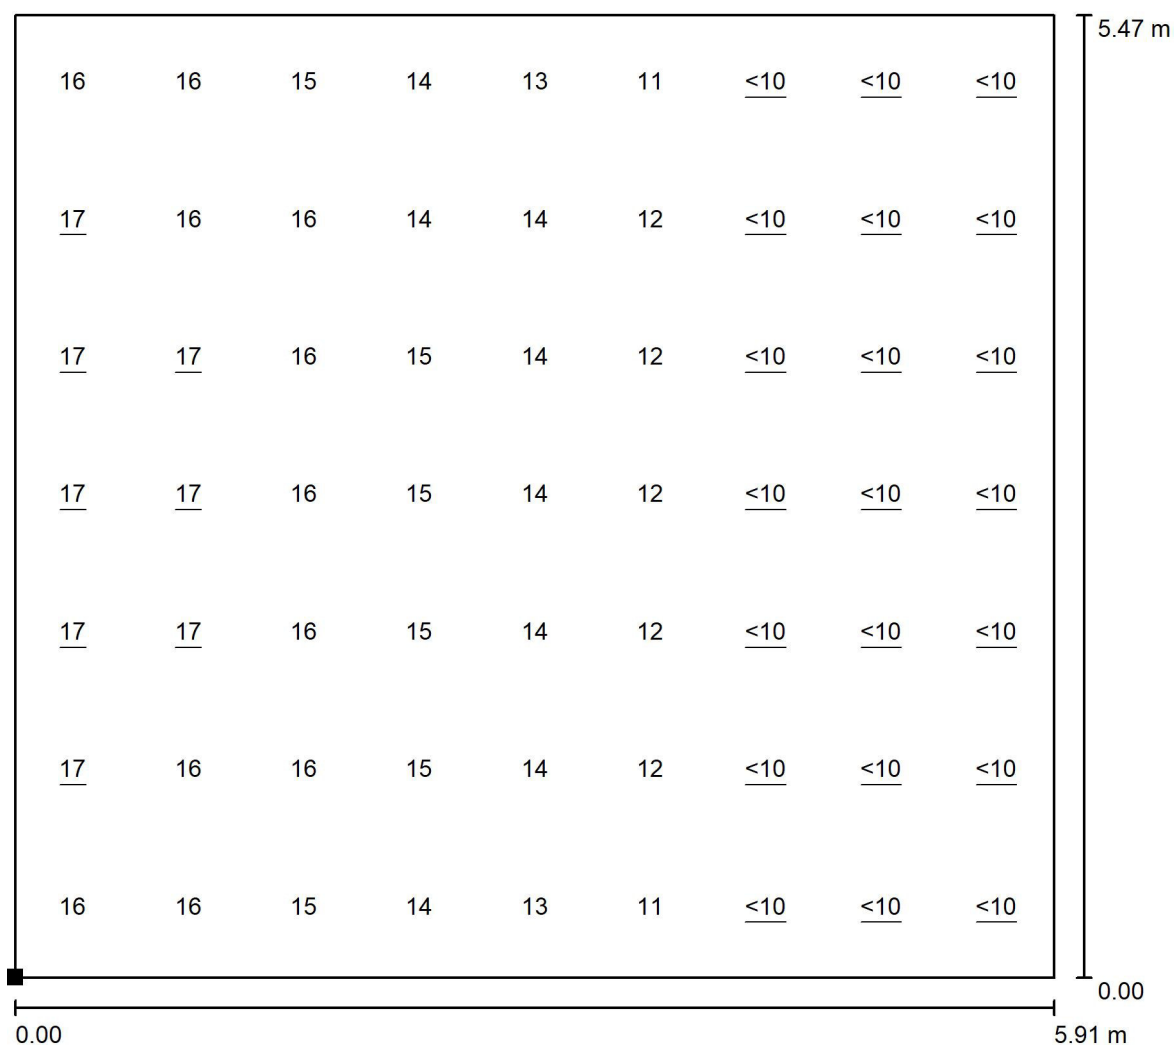 5.47 m
16 16 15 14 13 11 <10 <10 <10
17 16 16 14 14 12 <10 <10 <10
17 17 16 15 14 12 <10 <10 <10
17 17 16 15 14 12 <10 <10 <10
17 17 16 15 14 12 <10 <10 <10
17 16 16 15 14 12 <10 <10 <10
16 16 15 14 13 11 <10 <10 <10
0.00
0.00 5.91 m